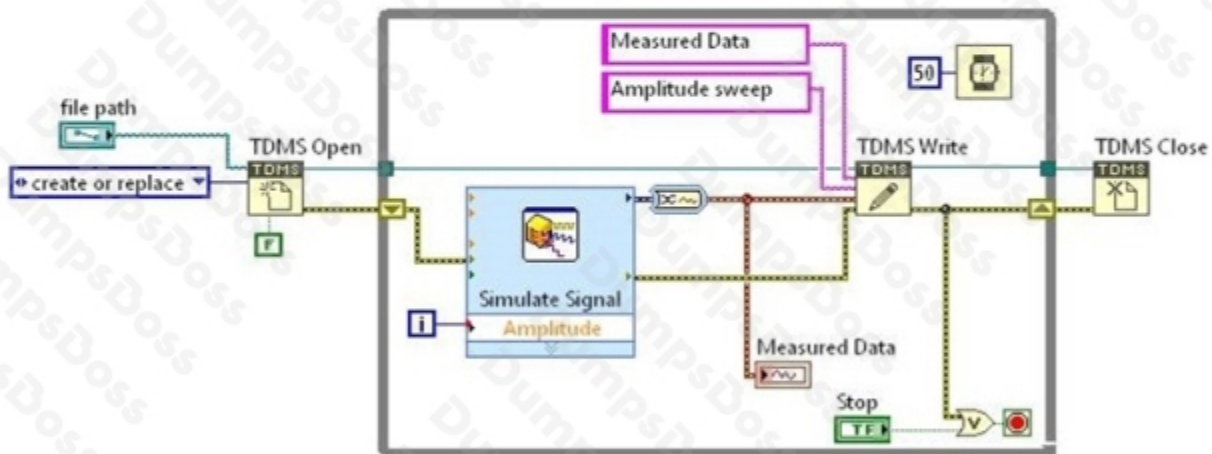 Measured Data
50
Amplitude sweep
file path
TDMS Open
TDMS Write
TDMS Close
TDMS
TDMS
TDMS
create or replace
F
Simulate Signal
i
Amplitude
Measured Data
Stop
TF
V
DumpsDoss